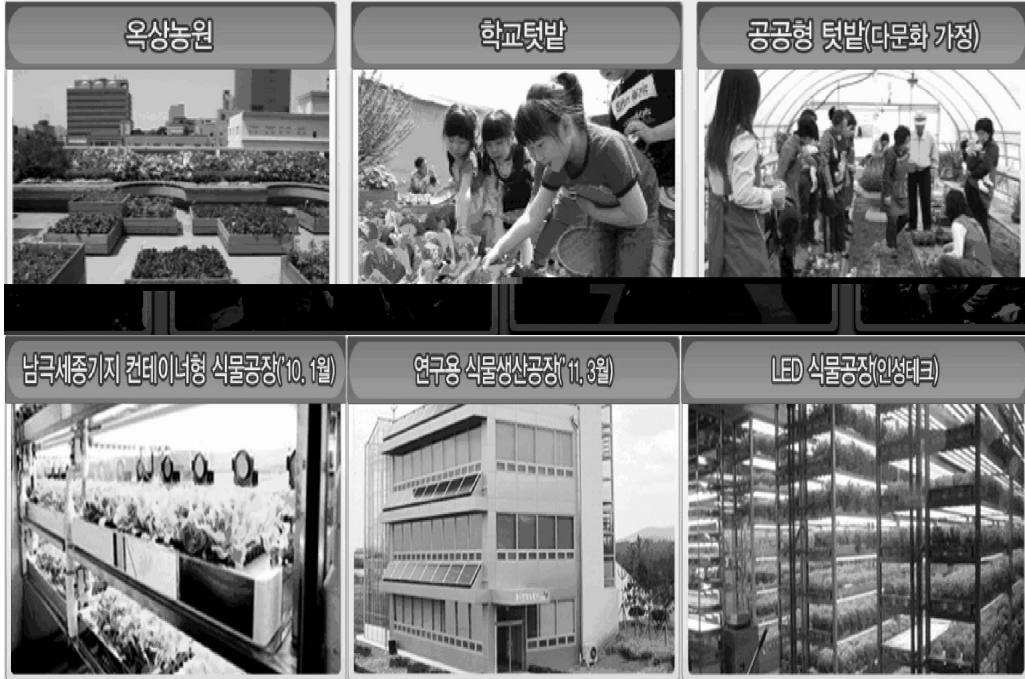 옥상농원
학교텃밭
공공형 텃밭(다문화 가정)
남극세종기지 컨테이너형 식물공장('10. 1월)
연구용 식물생산공장('11. 3월)
LED 식물공장(인성테크)